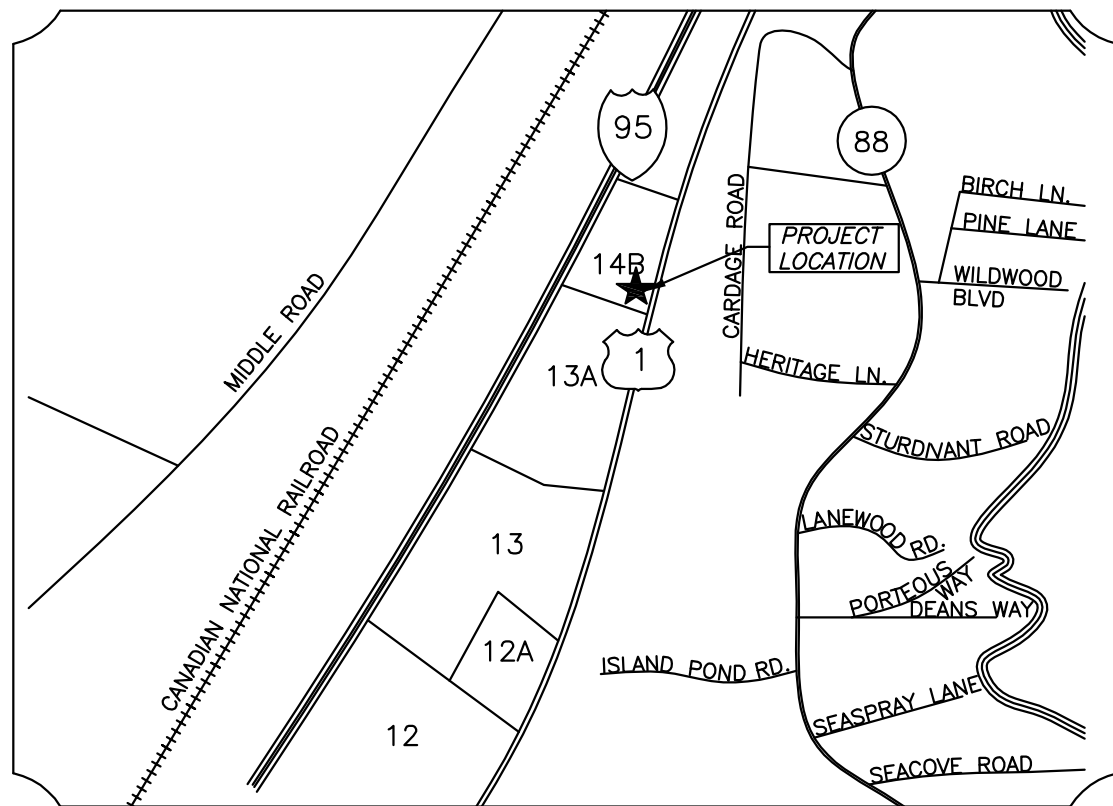 95
88
BIRCH LN.
PINE LANE
WILDWOOD
BLVD
CARDAGE ROAD
PROJECT
LOCATION
14B
MIDDLE ROAD
1
13A
HERITAGE LN.
STURDIVANT ROAD
CANADIAN NATIONAL RAILROAD
LANEWOOD RD.
13
PORTEOUS
WAY
DEANS WAY
12A
ISLAND POND RD.
SEASPRAY LANE
12
SEACOVE ROAD